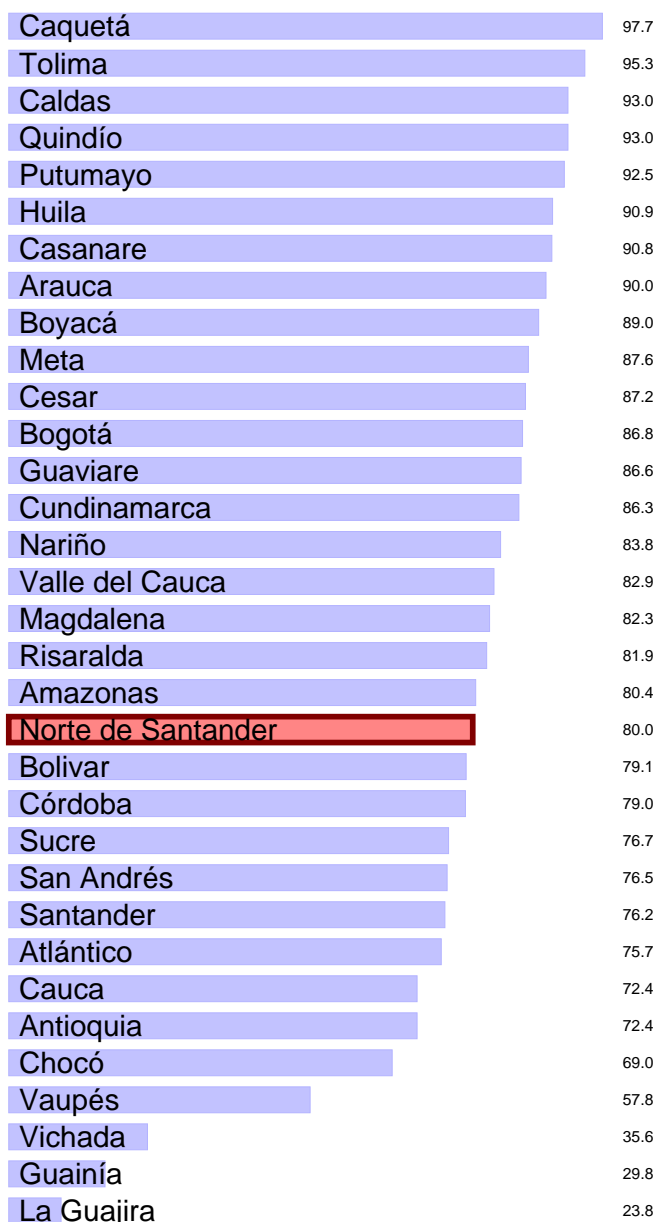 Caquetá 97.7
Tolima 95.3
Caldas 93.0
Quindío 93.0
Putumayo 92.5
Huila 90.9
Casanare 90.8
Arauca 90.0
Boyacá 89.0
Meta 87.6
Cesar 87.2
Bogotá 86.8
Guaviare 86.6
Cundinamarca 86.3
Nariño 83.8
Valle del Cauca 82.9
Magdalena 82.3
Risaralda 81.9
Amazonas 80.4
Norte de Santander 80.0
Bolivar 79.1
Córdoba 79.0
Sucre 76.7
San Andrés 76.5
Santander 76.2
Atlántico 75.7
Cauca 72.4
Antioquia 72.4
Chocó 69.0
Vaupés 57.8
Vichada 35.6
Guainía 29.8
La Guajira 23.8